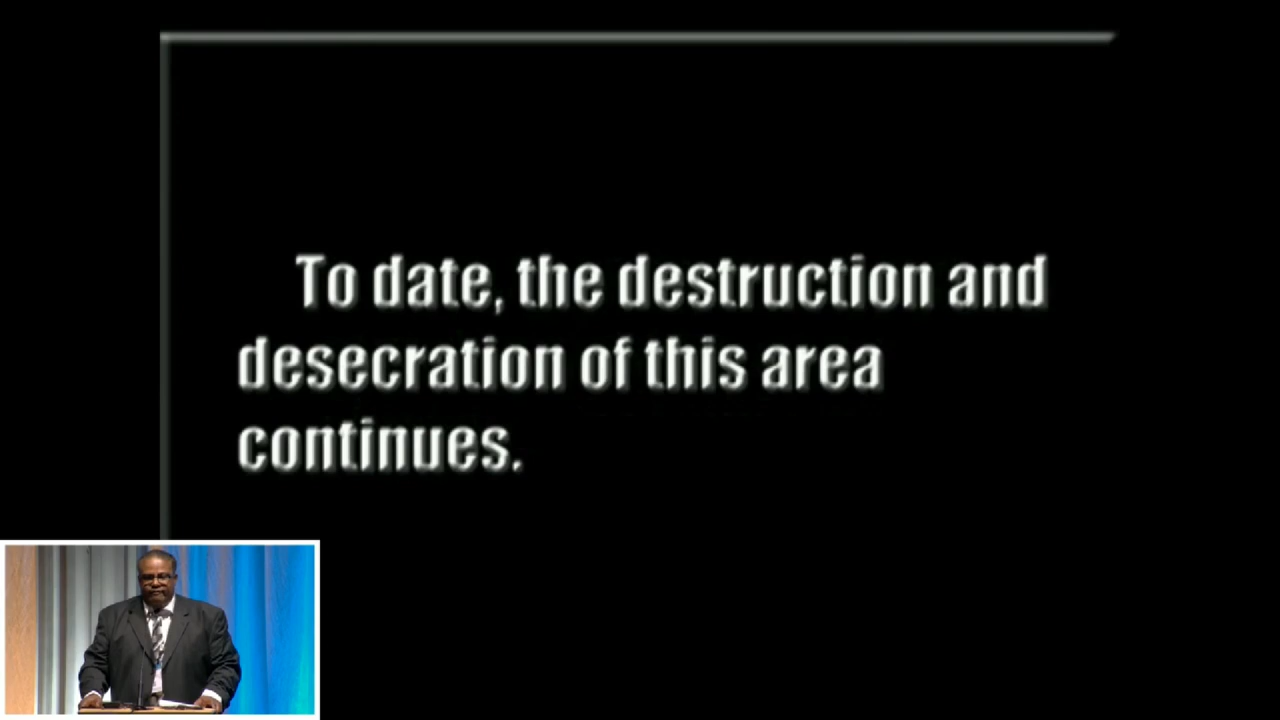 To date, the destruction and
desecration of this area
continues.